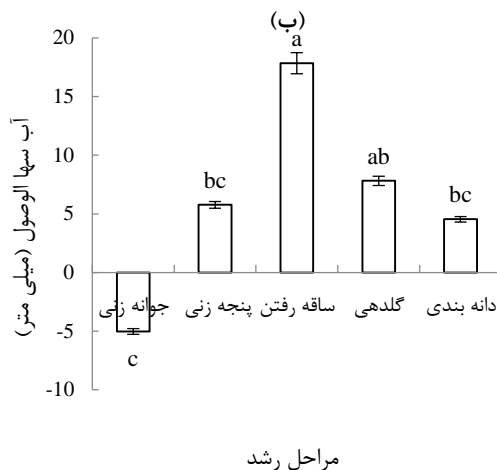 (ب)
آب سهل الوصول (میلی متر)
20
15
10
5
0
-5
-10
c
bc
a
ab
bc
جوانه زنی
پنجه زنی
ساقه رفتن
گلدهی
دانه بندی
مراحل رشد